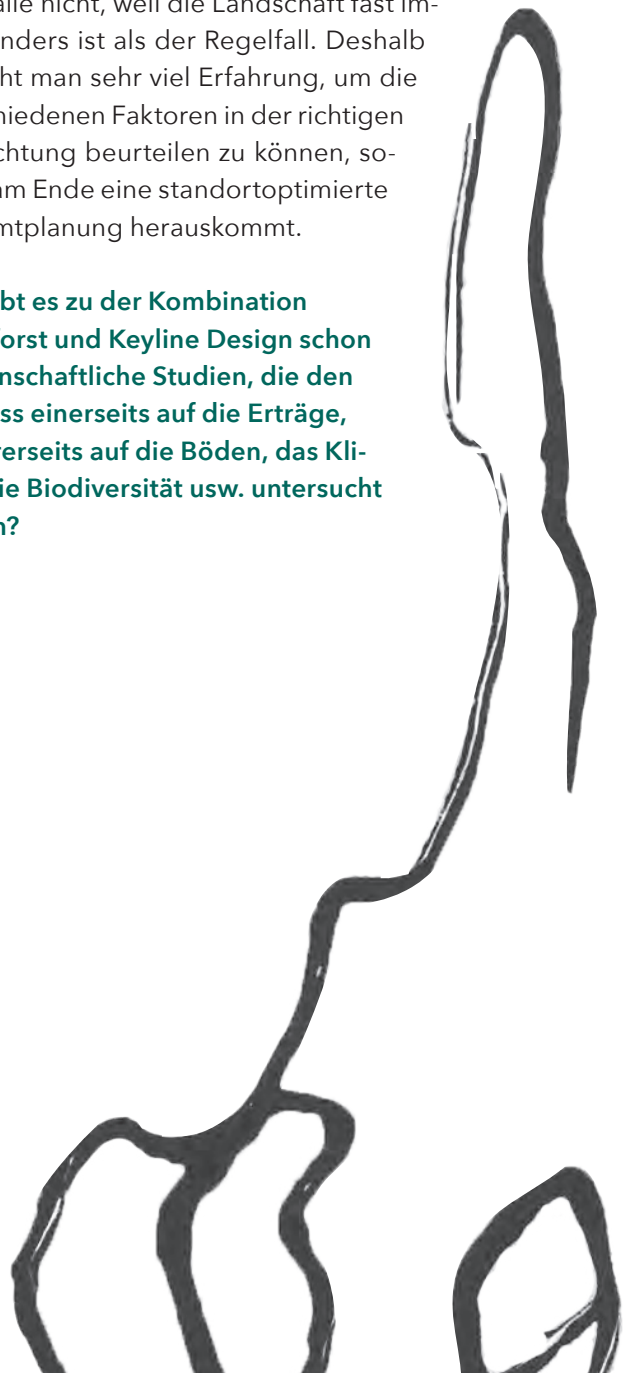 alle nicht, weil die Landschaft fast im-
nders ist als der Regelfall. Deshalb
ht man sehr viel Erfahrung, um die
hiedenen Faktoren in der richtigen
chtung beurteilen zu können, so-
am Ende eine standortoptimierte
mtplanung herauskommt.
bt es zu der Kombination
orst und Keyline Design schon
nschaftliche Studien, die den
ss einerseits auf die Erträge,
rerseits auf die Böden, das Kli-
ie Biodiversität usw. untersucht
n?